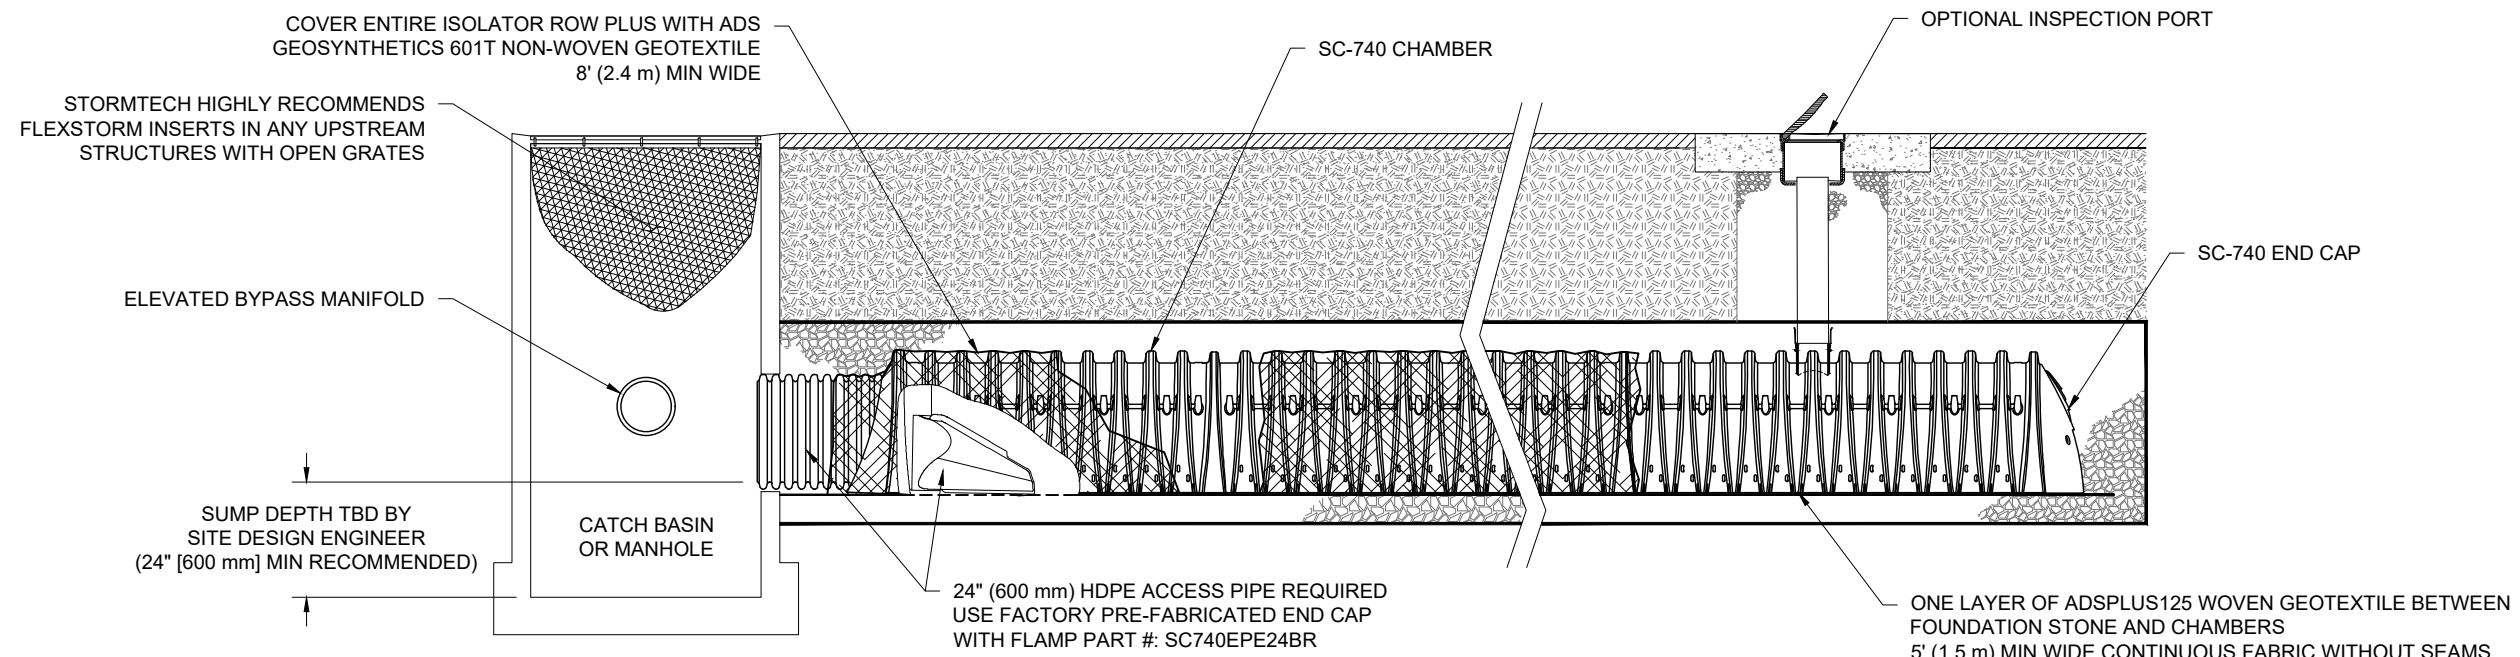 COVER ENTIRE ISOLATOR ROW PLUS WITH ADS
GEOSYNTHETICS 601T NON-WOVEN GEOTEXTILE
8' (2.4 m) MIN WIDE
STORMTECH HIGHLY RECOMMENDS
FLEXSTORM INSERTS IN ANY UPSTREAM
STRUCTURES WITH OPEN GRATES
SC-740 CHAMBER
OPTIONAL INSPECTION PORT
SC-740 END CAP
ELEVATED BYPASS MANIFOLD
SUMP DEPTH TBD BY
SITE DESIGN ENGINEER
(24" [600 mm] MIN RECOMMENDED)
CATCH BASIN
OR MANHOLE
24" (600 mm) HDPE ACCESS PIPE REQUIRED
USE FACTORY PRE-FABRICATED END CAP
WITH FLAMP PART #: SC740EPE24BR
ONE LAYER OF ADSPLUS125 WOVEN GEOTEXTILE BETWEEN
FOUNDATION STONE AND CHAMBERS
5' (1.5 m) MIN WIDE CONTINUOUS FABRIC WITHOUT SEAMS